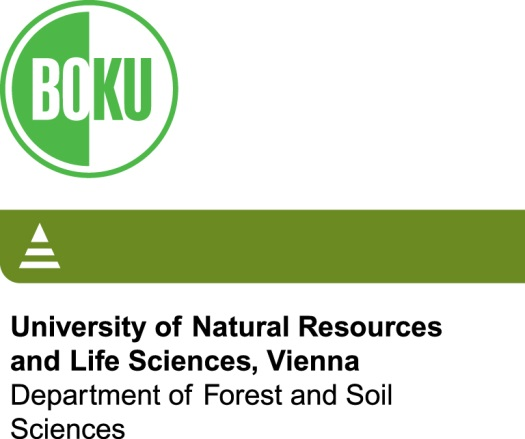 BOKU
University of Natural Resources
and Life Sciences, Vienna
Department of Forest and Soil
Sciences